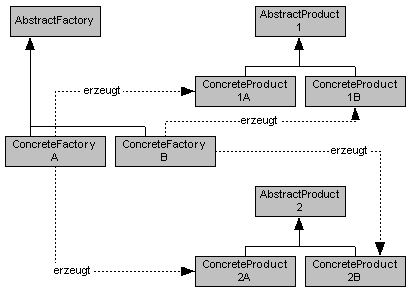 AbstractFactory
AbstractProduct
1
erzeugt
ConcreteProduct
1A
ConcreteProduct
1B
erzeugt
ConcreteFactory
A
ConcreteFactory
B
erzeugt
AbstractProduct
2
erzeugt
ConcreteProduct
2A
ConcreteProduct
2B